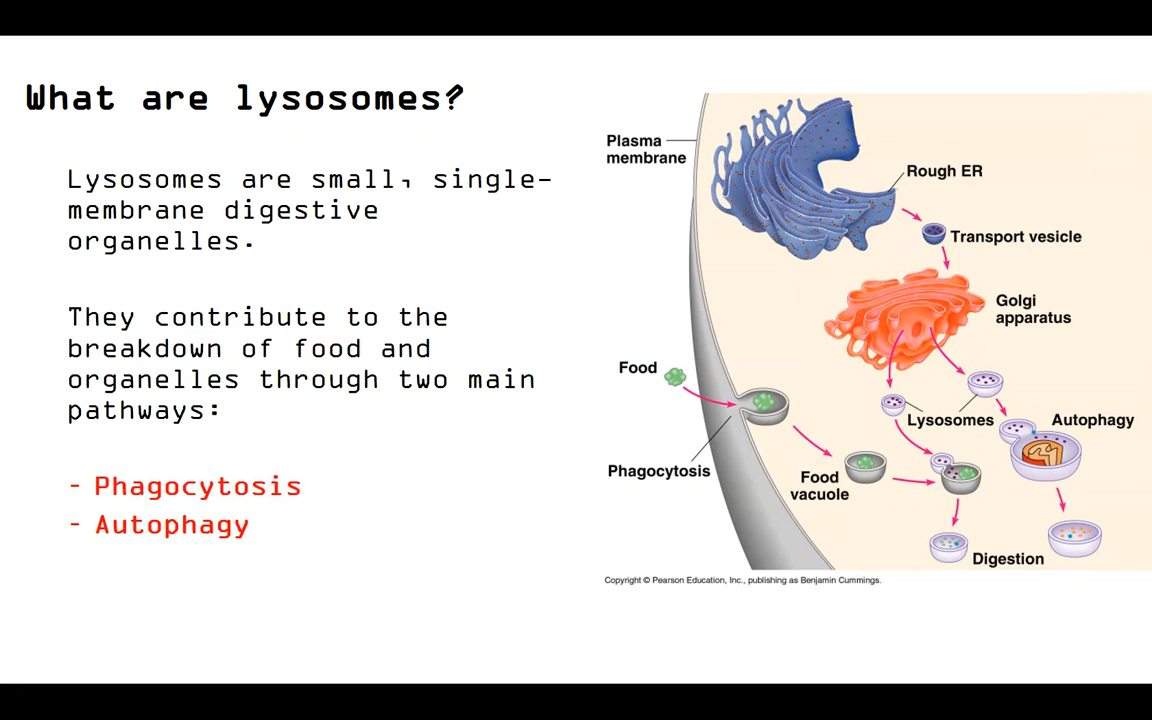 What are lysosomes?
Lysosomes are small, single-
membrane digestive
organelles.
They contribute to the
breakdown of food and
organelles through two main
pathways:
- Phagocytosis
- Autophagy
Plasma
membrane
Rough ER
Transport vesicle
Golgi
apparatus
Food
Lysosomes
Autophagy
Phagocytosis
Food
vacuole
Digestion
Copyright © Pearson Education, Inc., publishing as Benjamin Cummings.